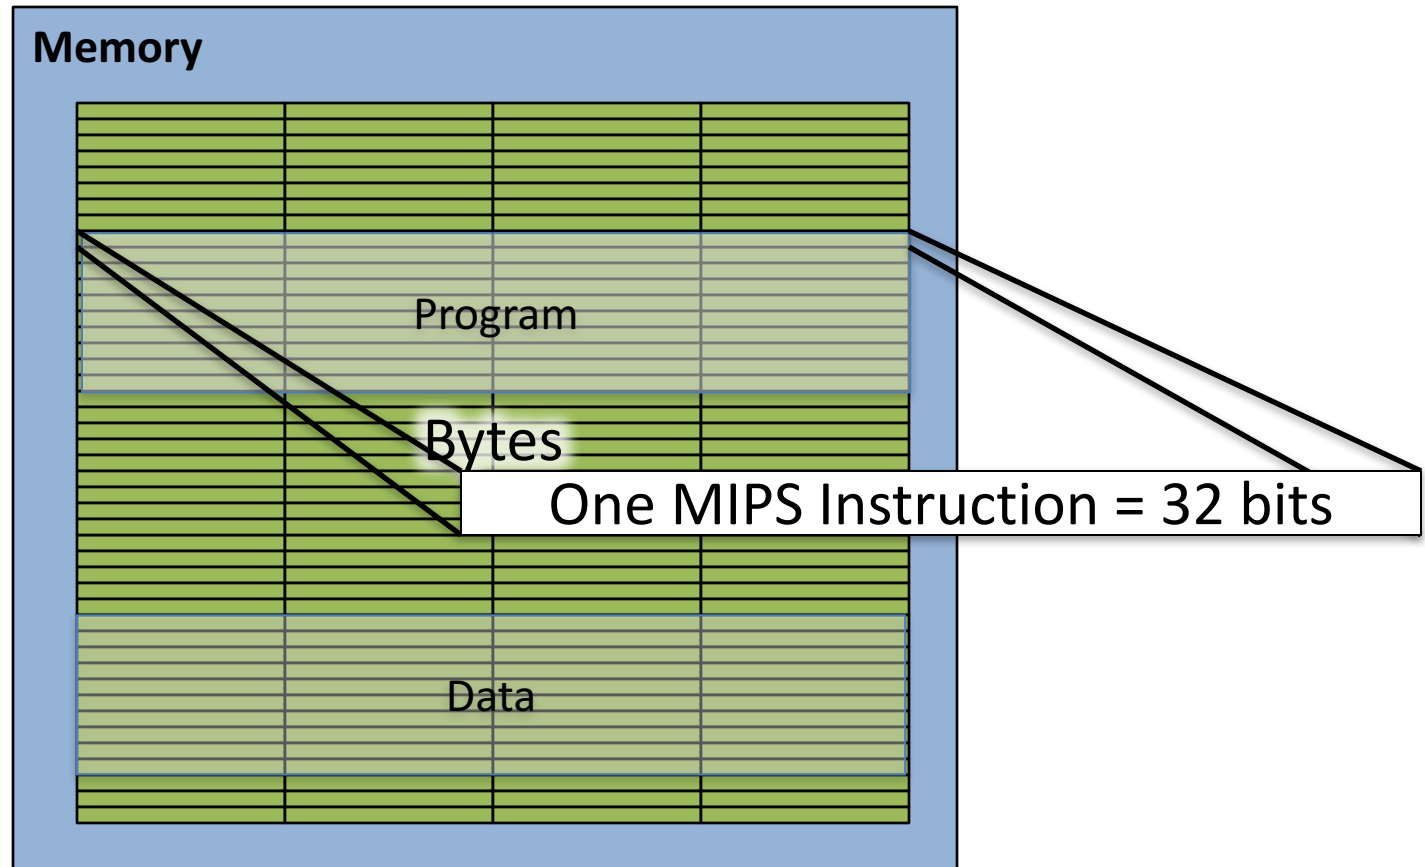 Memory
Program
Bytes
One MIPS Instruction = 32 bits
Data